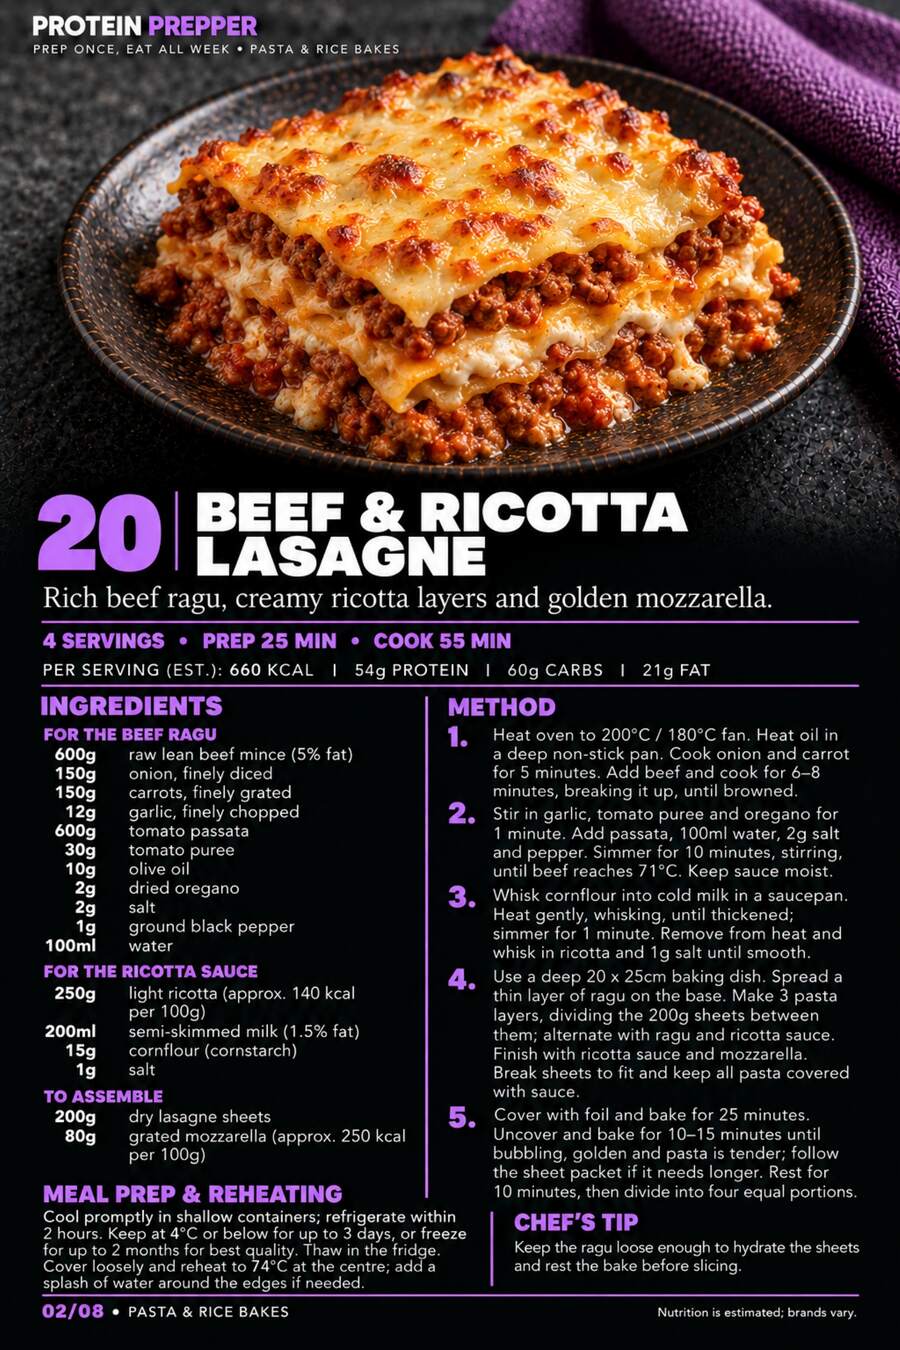 PROTEIN PREPPER
PREP ONCE, EAT ALL WEEK • PASTA & RICE BAKES
20
BEEF & RICOTTA
LASAGNE
Rich beef ragu, creamy ricotta layers and golden mozzarella.
4 SERVINGS • PREP 25 MIN • COOK 55 MIN
PER SERVING (EST.): 660 KCAL | 54g PROTEIN | 60g CARBS | 21g FAT
INGREDIENTS
FOR THE BEEF RAGU
600g raw lean beef mince (5% fat)
150g onion, finely diced
150g carrots, finely grated
12g garlic, finely chopped
600g tomato passata
30g tomato puree
10g olive oil
2g dried oregano
2g salt
1g ground black pepper
100ml water
FOR THE RICOTTA SAUCE
250g light ricotta (approx. 140 kcal
per 100g)
200ml semi-skimmed milk (1.5% fat)
15g cornflour (cornstarch)
1g salt
TO ASSEMBLE
200g dry lasagne sheets
80g grated mozzarella (approx. 250 kcal
per 100g)
METHOD
1. Heat oven to 200°C / 180°C fan. Heat oil in
a deep non-stick pan. Cook onion and carrot
for 5 minutes. Add beef and cook for 6–8
minutes, breaking it up, until browned.
2. Stir in garlic, tomato puree and oregano for
1 minute. Add passata, 100ml water, 2g salt
and pepper. Simmer for 10 minutes, stirring,
until beef reaches 71°C. Keep sauce moist.
3. Whisk cornflour into cold milk in a saucepan.
Heat gently, whisking, until thickened;
simmer for 1 minute. Remove from heat and
whisk in ricotta and 1g salt until smooth.
4. Use a deep 20 x 25cm baking dish. Spread a
thin layer of ragu on the base. Make 3 pasta
layers, dividing the 200g sheets between
them; alternate with ragu and ricotta sauce.
Finish with ricotta sauce and mozzarella.
Break sheets to fit and keep all pasta covered
with sauce.
5. Cover with foil and bake for 25 minutes.
Uncover and bake for 10–15 minutes until
bubbling, golden and pasta is tender; follow
the sheet packet if it needs longer. Rest for
10 minutes, then divide into four equal portions.
MEAL PREP & REHEATING
Cool promptly in shallow containers; refrigerate within
2 hours. Keep at 4°C or below for up to 3 days, or freeze
for up to 2 months for best quality. Thaw in the fridge.
Cover loosely and reheat to 74°C at the centre; add a
splash of water around the edges if needed.
CHEF'S TIP
Keep the ragu loose enough to hydrate the sheets
and rest the bake before slicing.
02/08 • PASTA & RICE BAKES
Nutrition is estimated; brands vary.